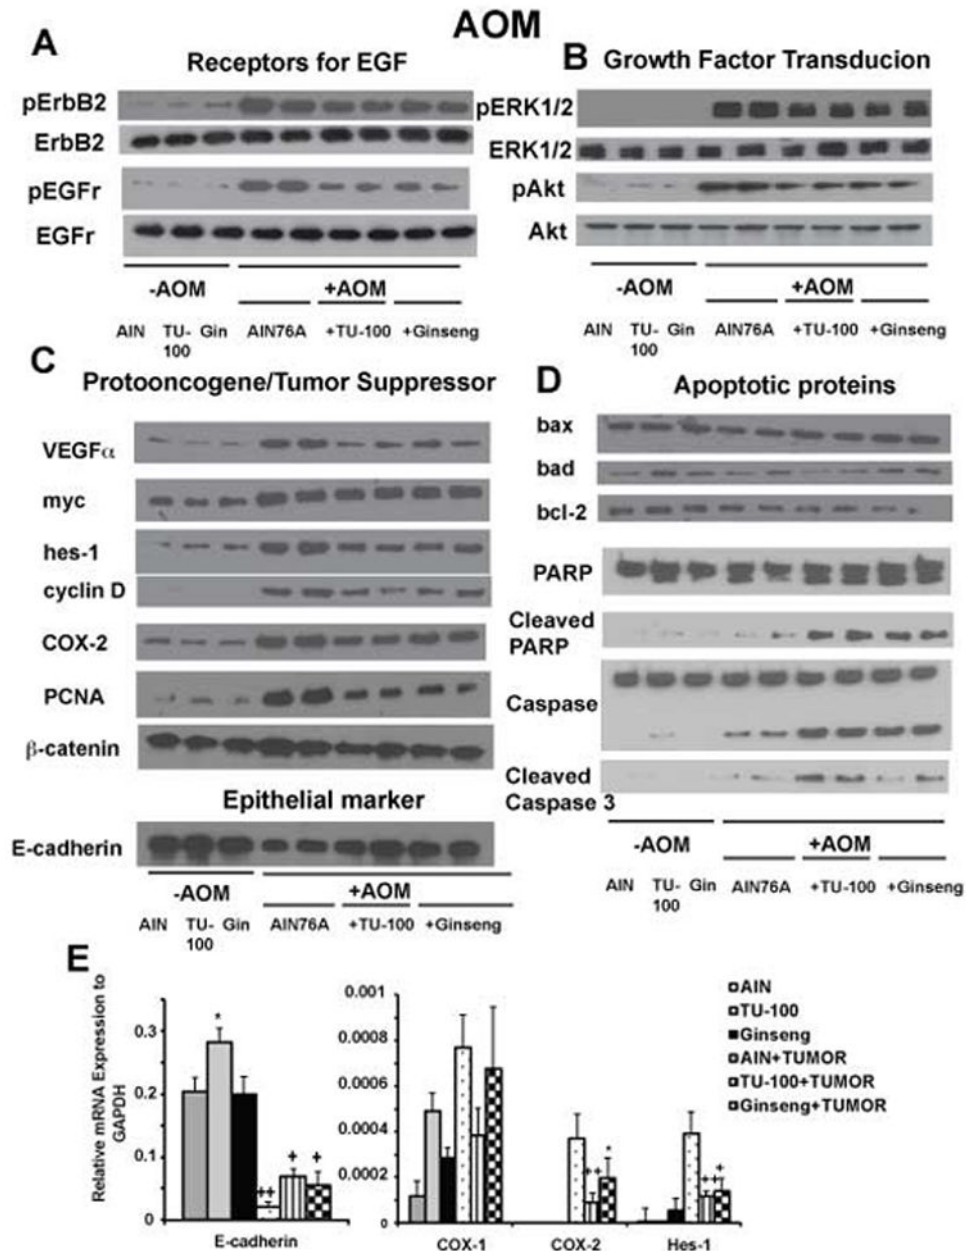 AOM
A
Receptors for EGF
pErbB2
ErbB2
pEGFr
EGFr
-AOM
+AOM
AIN TU-100 Gin AIN76A +TU-100 +Ginseng
B Growth Factor Transducion
pERK1/2
ERK1/2
pAkt
Akt
-AOM
+AOM
AIN TU-100 Gin AIN76A +TU-100 +Ginseng
C
Protooncogene/Tumor Suppressor
VEGFα
myc
hes-1
cyclin D
COX-2
PCNA
β-catenin
Epithelial marker
E-cadherin
-AOM
+AOM
AIN TU-100 Gin AIN76A +TU-100 +Ginseng
D
Apoptotic proteins
bax
bad
bcl-2
PARP
Cleaved
PARP
Caspase
Cleaved
Caspase 3
-AOM
+AOM
AIN TU-100 Gin AIN76A +TU-100 +Ginseng
E
Relative mRNA Expression to
GAPDH
0.3
0.2
0.1
0
*
++
+
+
E-cadherin
0.001
0.0008
0.0006
0.0004
0.0002
0
++
*
++
+
COX-1
COX-2
Hes-1
AIN
TU-100
Ginseng
AIN+TUMOR
TU-100+TUMOR
Ginseng+TUMOR